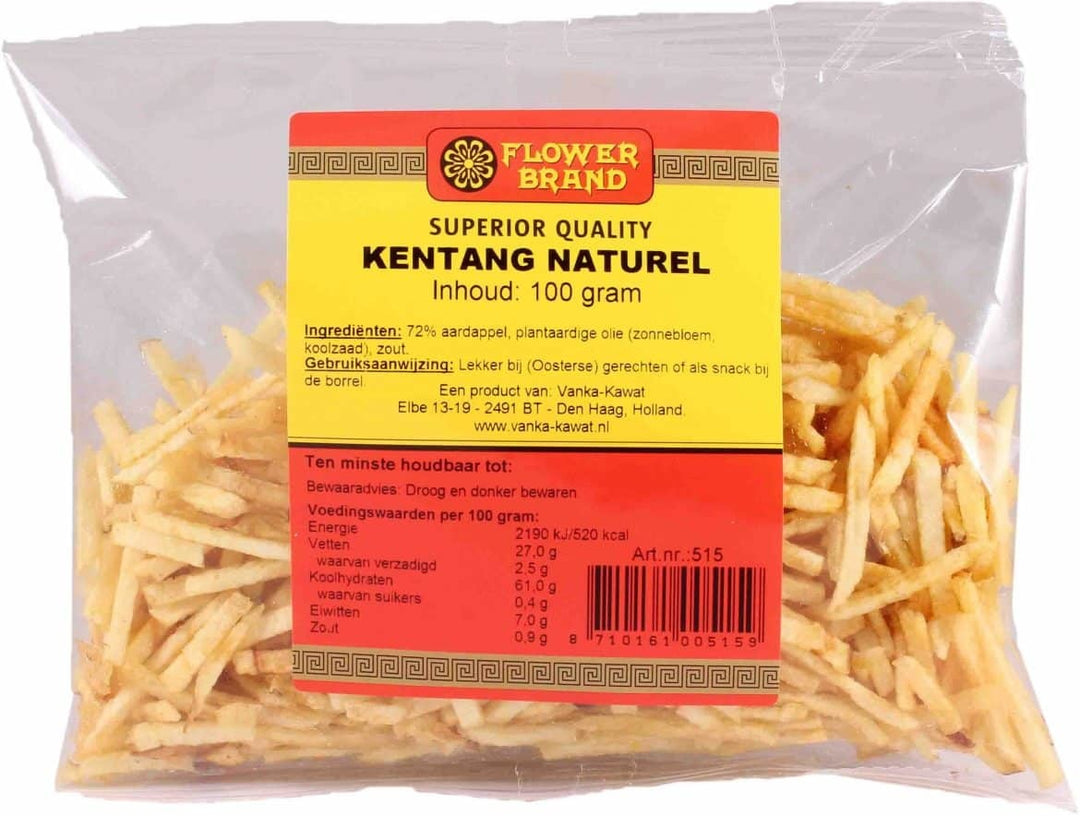 FLOWER
BRAND
SUPERIOR QUALITY
KENTANG NATUREL
Inhoud: 100 gram
Ingrediënten: 72% aardappel, plantaardige olie (zonnebloem,
koolzaad), zout.
Gebruiksaanwijzing: Lekker bij (Oosterse) gerechten of als snack bij
de borrel.
Een product van: Vanka-Kawat
Elbe 13-19 - 2491 BT - Den Haag, Holland.
www.vanka-kawat.nl
Ten minste houdbaar tot:
Bewaaradvies: Droog en donker bewaren
Voedingswaarden per 100 gram:
Energie 2190 kJ/520 kcal
Vetten 27,0 g
waarvan verzadigd 2,5 g
Koolhydraten 61,0 g
waarvan suikers 0,4 g
Eiwitten 7,0 g
Zout 0,9 g
Art.nr.:515
8 710161 005159